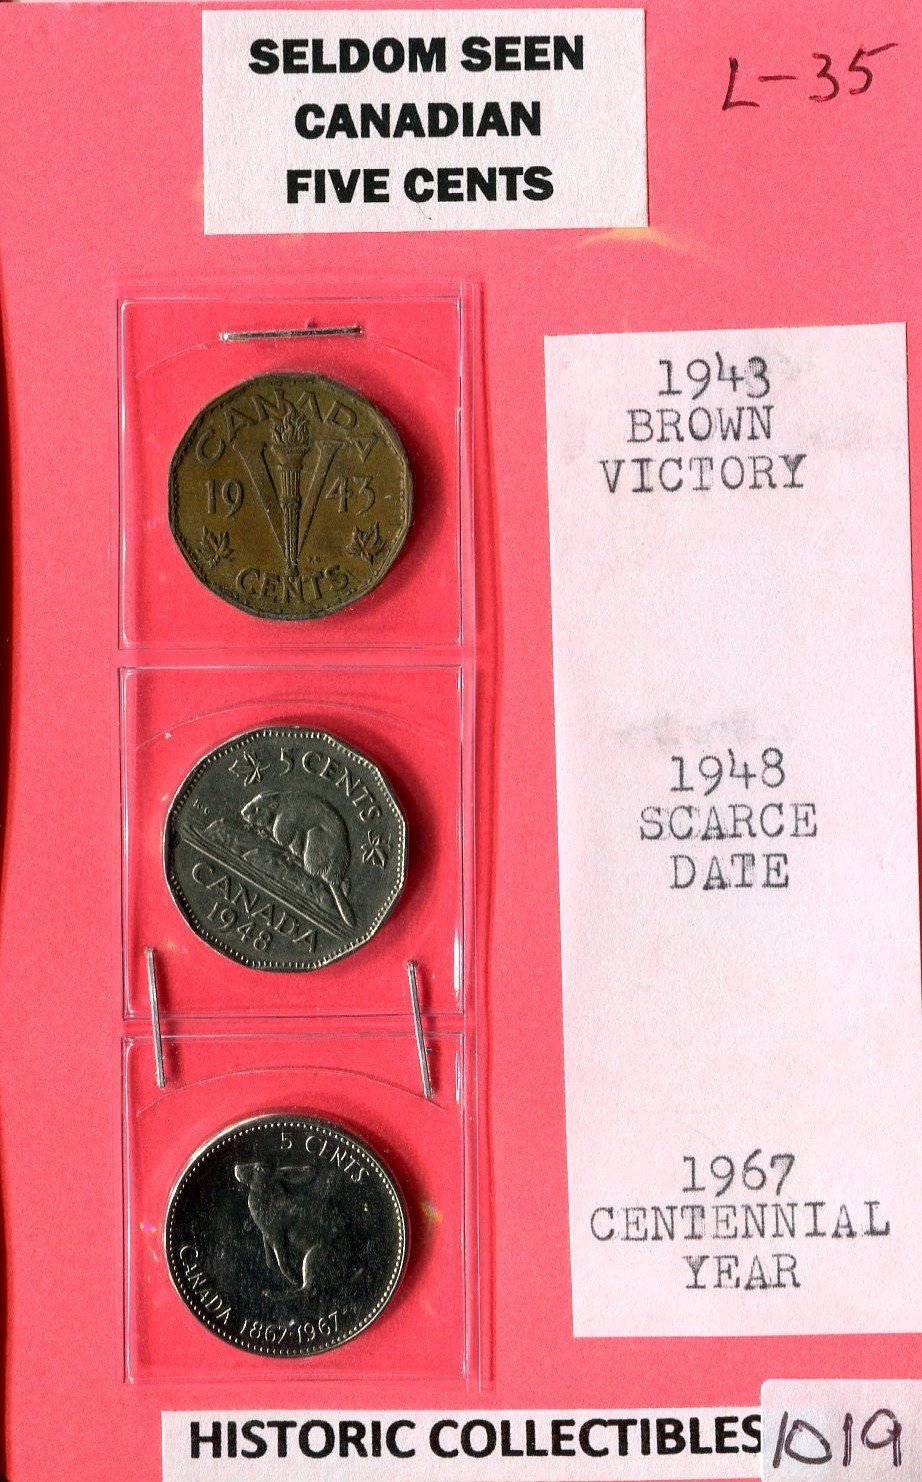 SELDOM SEEN
CANADIAN
FIVE CENTS
L-35
CANADA
19 43
CENTS
1943
BROWN
VICTORY
5 CENTS
CANADA
1948
1948
SCARCE
DATE
5 CENTS
CANADA 1867·1967
1967
CENTENNIAL
YEAR
HISTORIC COLLECTIBLES
1019